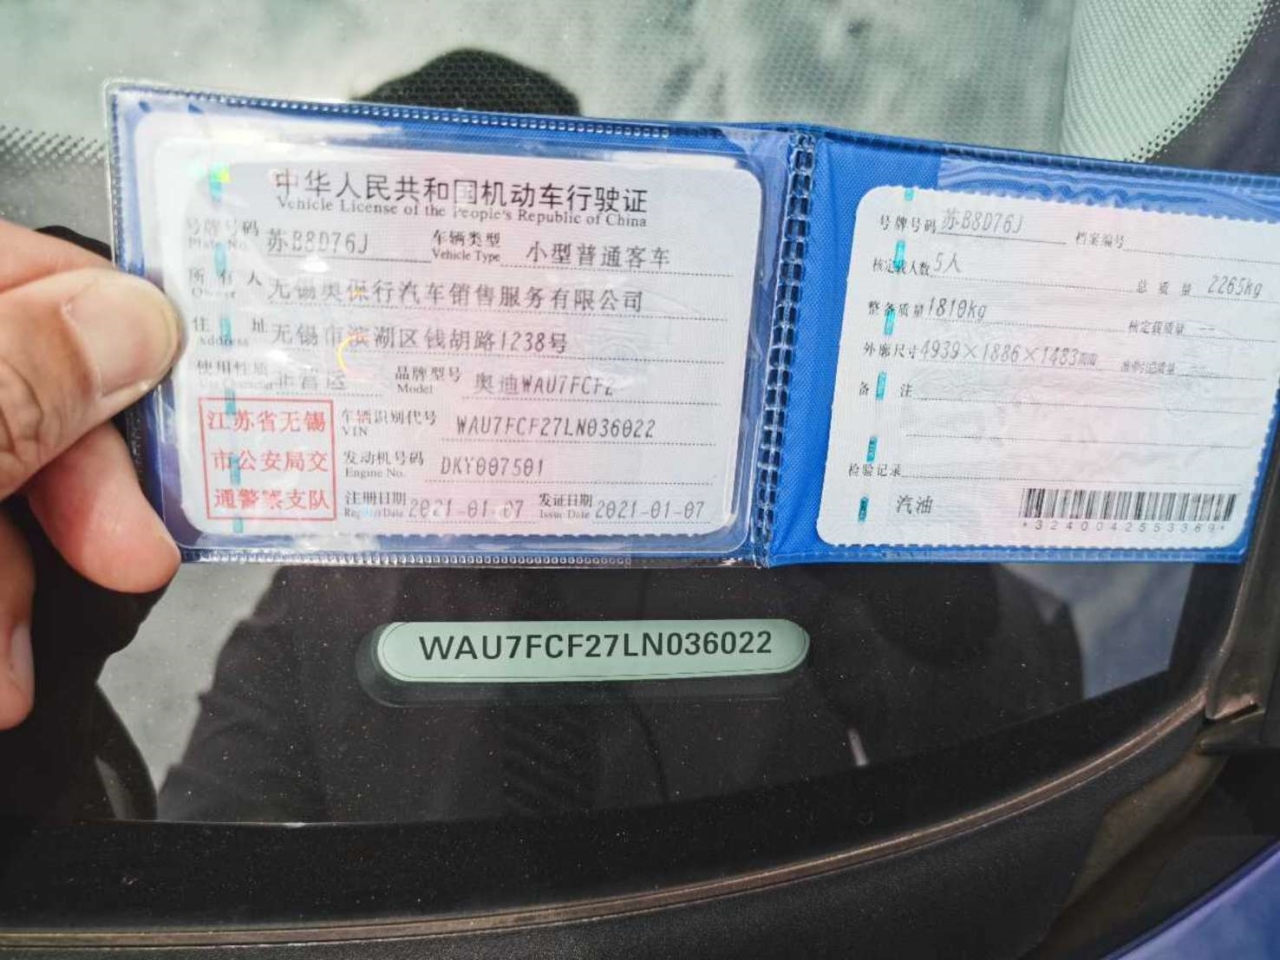 中华人民共和国机动车行驶证
Vehicle License of the People's Republic of China
号牌号码 苏B8D76J 车辆类型 小型普通客车
Plate No. Vehicle Type
所有人 无锡奥保行汽车销售服务有限公司
Owner
住址 无锡市滨湖区钱胡路1238号
Address
使用性质 非营运 品牌型号 奥迪WAU7FCF2
Model
江苏省无锡
市公安局交
通警察支队
车辆识别代号 WAU7FCF27LN036022
VIN
发动机号码 DKY007501
Engine No.
注册日期 2021-01-07 发证日期 2021-01-07
Register Date Issue Date
号牌号码 苏B8D76J 档案编号
核定载人数 5人 总质量 2265kg
整备质量 1810kg 核定载质量 --
外廓尺寸 4939×1886×1483mm
备注
检验记录
汽油
*3240042553369*
WAU7FCF27LN036022